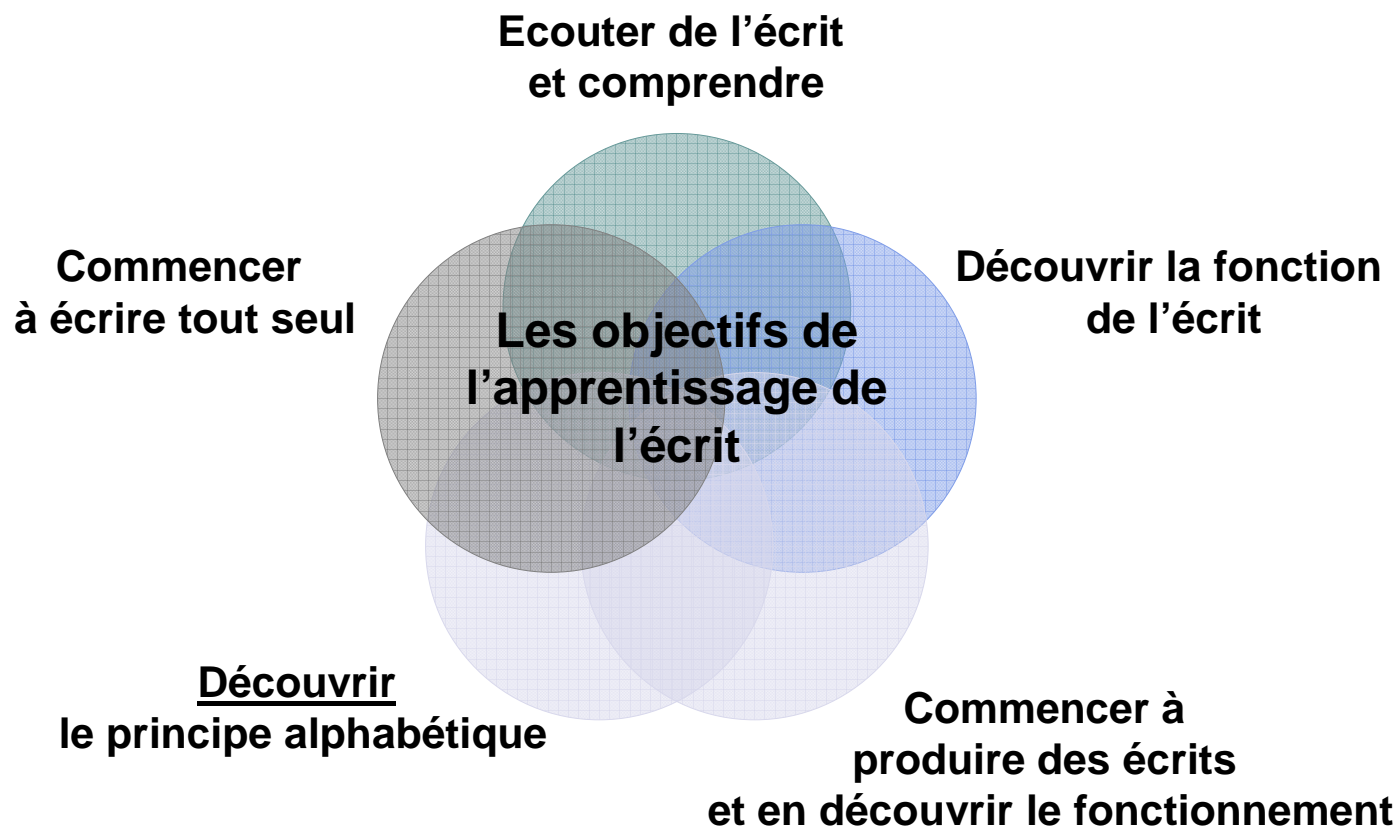 Ecouter de l’écrit
et comprendre
Commencer
à écrire tout seul
Découvrir la fonction
de l’écrit
Les objectifs de
l’apprentissage de
l’écrit
Découvrir
le principe alphabétique
Commencer à
produire des écrits
et en découvrir le fonctionnement